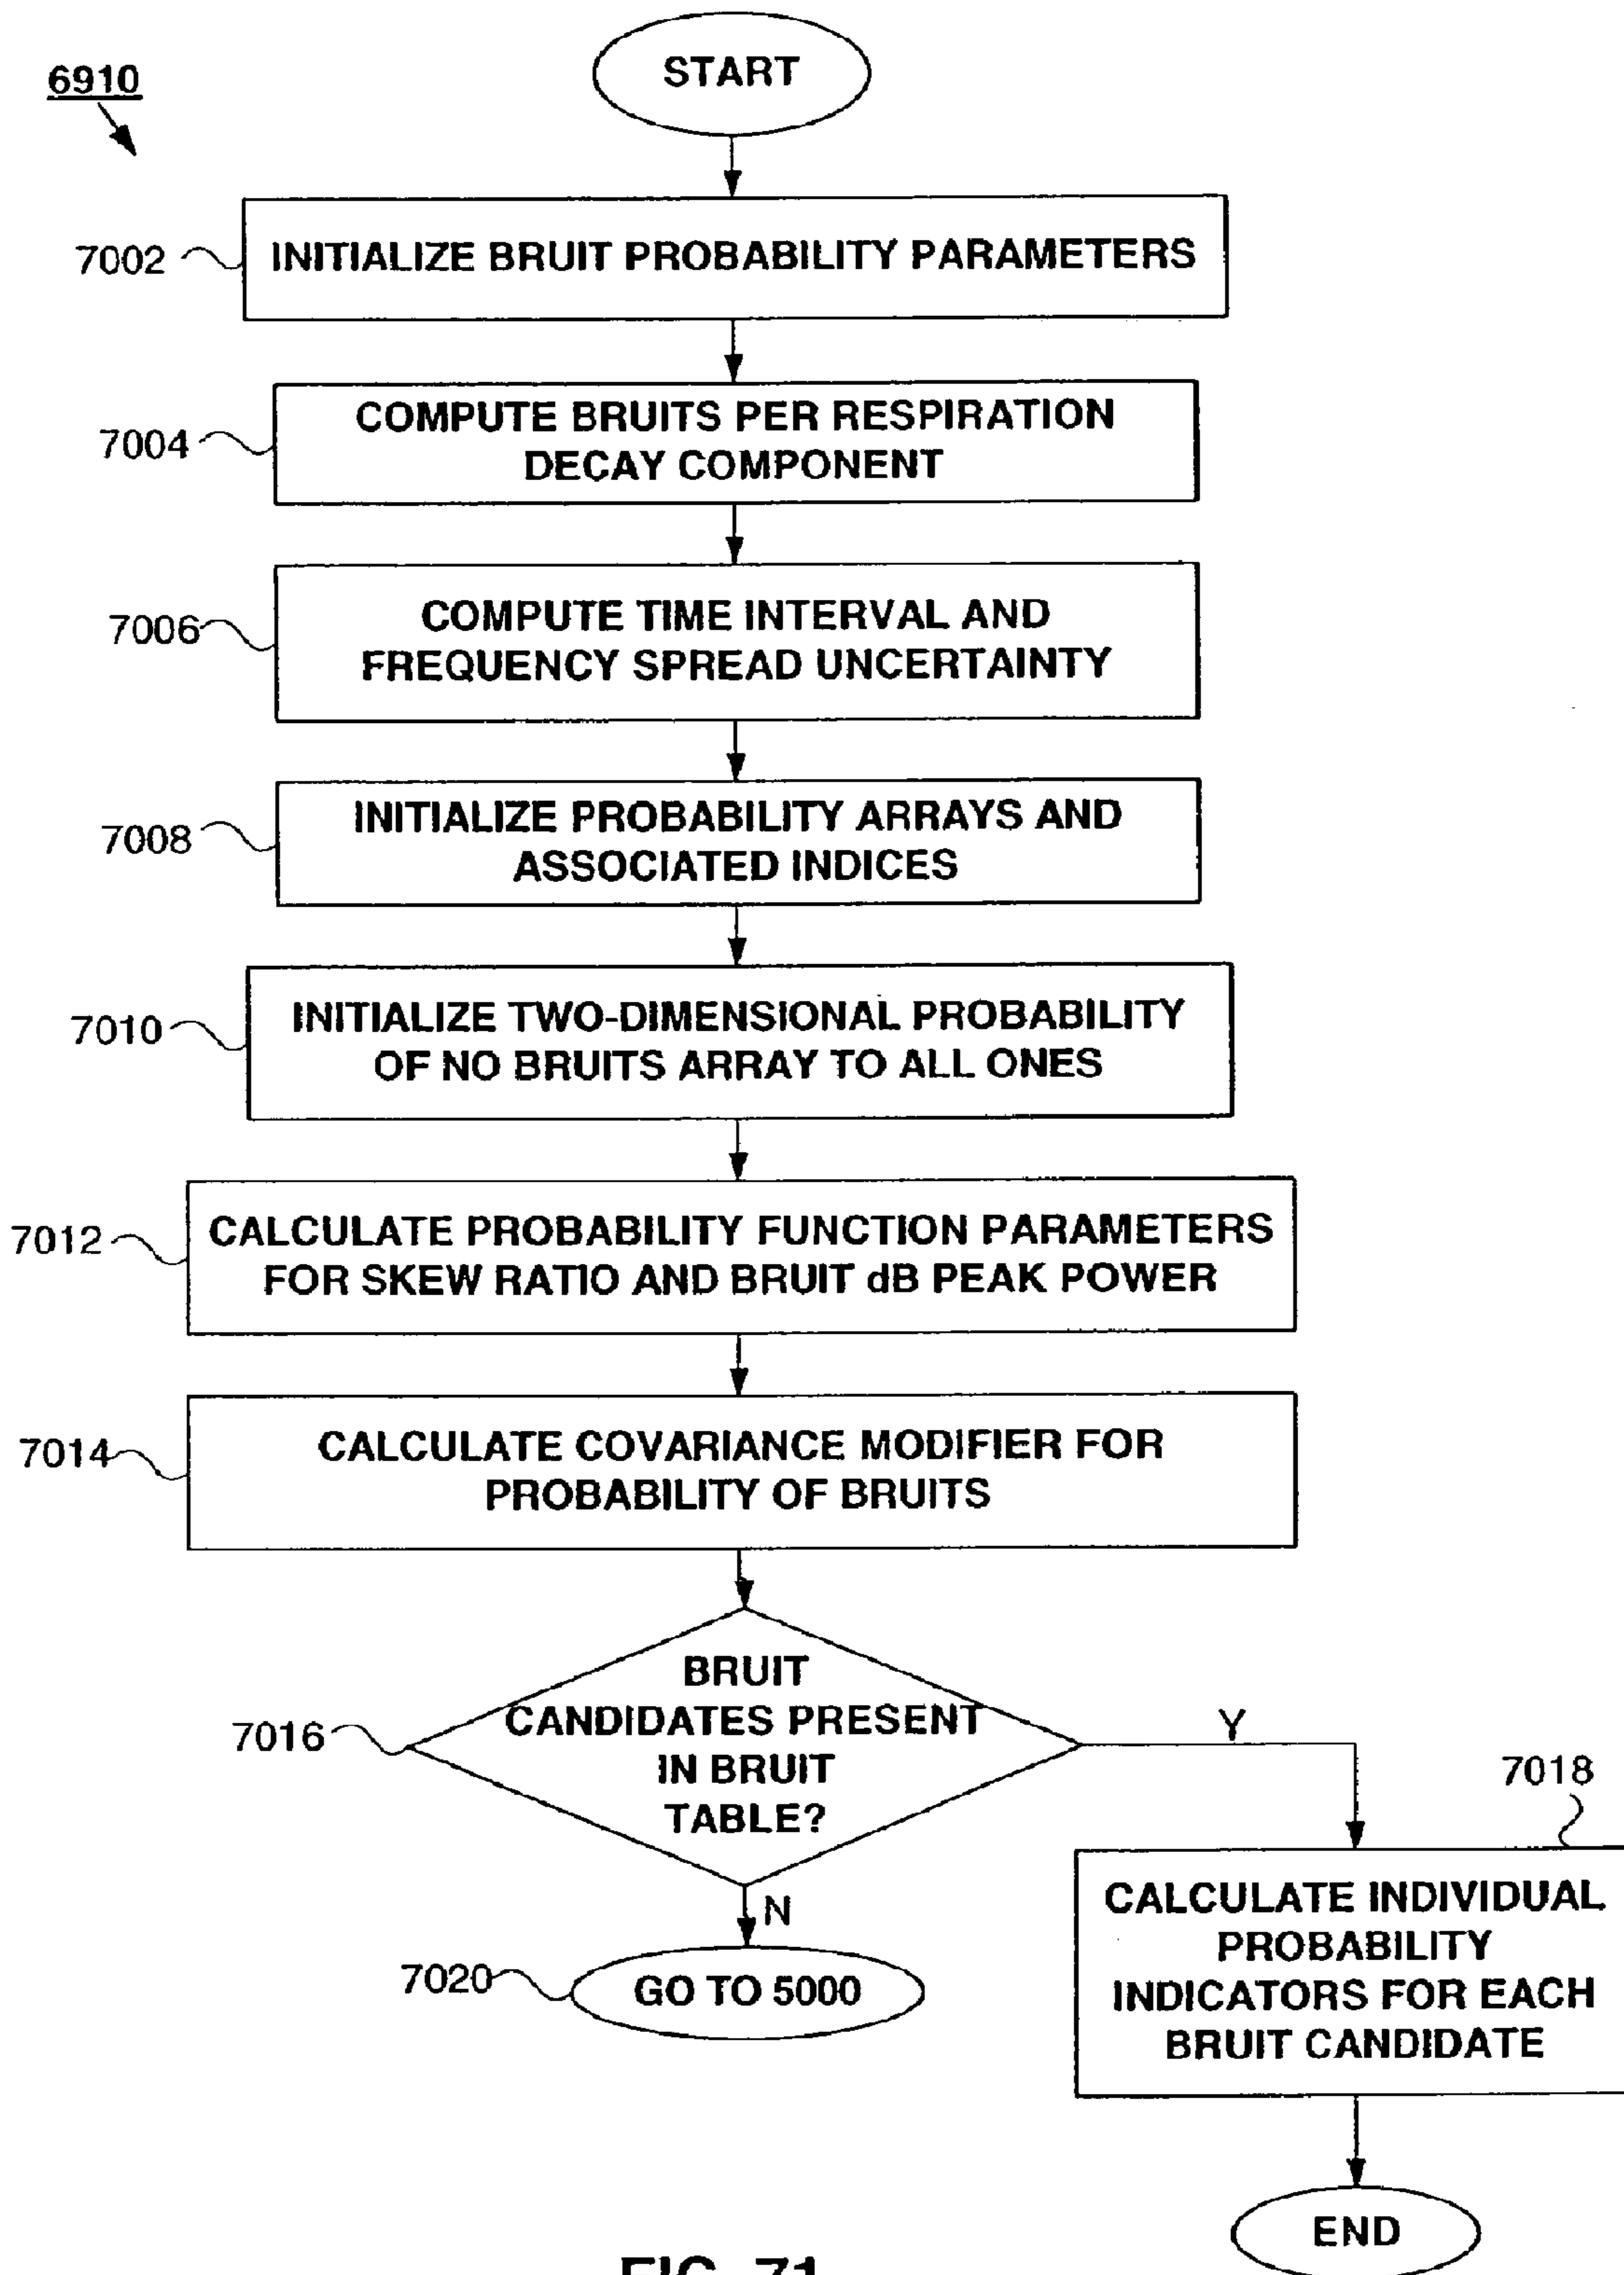 START
6910
7002
INITIALIZE BRUIT PROBABILITY PARAMETERS
7004
COMPUTE BRUITS PER RESPIRATION
DECAY COMPONENT
7006
COMPUTE TIME INTERVAL AND
FREQUENCY SPREAD UNCERTAINTY
7008
INITIALIZE PROBABILITY ARRAYS AND
ASSOCIATED INDICES
7010
INITIALIZE TWO-DIMENSIONAL PROBABILITY
OF NO BRUITS ARRAY TO ALL ONES
7012
CALCULATE PROBABILITY FUNCTION PARAMETERS
FOR SKEW RATIO AND BRUIT dB PEAK POWER
7014
CALCULATE COVARIANCE MODIFIER FOR
PROBABILITY OF BRUITS
7016
BRUIT
CANDIDATES PRESENT
IN BRUIT
TABLE?
Y
N
7018
CALCULATE INDIVIDUAL
PROBABILITY
INDICATORS FOR EACH
BRUIT CANDIDATE
7020
GO TO 5000
END
FIG. 71